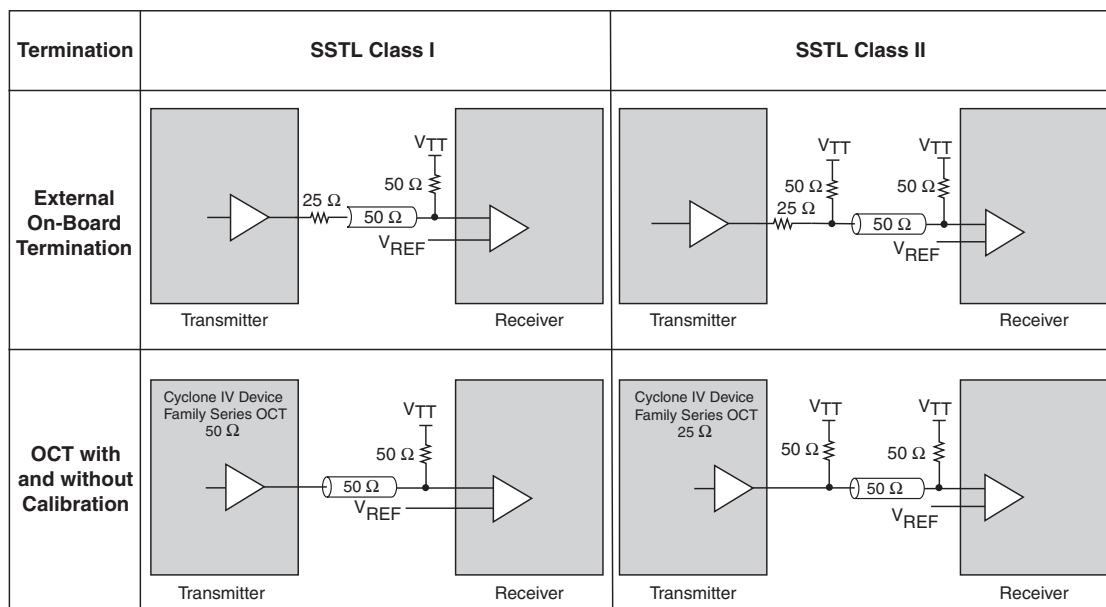 Termination
SSTL Class I
SSTL Class II
External
On-Board
Termination
VTT
50 Ω
25 Ω
50 Ω
VREF
Transmitter
Receiver
VTT
VTT
50 Ω
50 Ω
25 Ω
50 Ω
VREF
Transmitter
Receiver
OCT with
and without
Calibration
Cyclone IV Device
Family Series OCT
50 Ω
VTT
50 Ω
50 Ω
VREF
Transmitter
Receiver
Cyclone IV Device
Family Series OCT
25 Ω
VTT
VTT
50 Ω
50 Ω
50 Ω
VREF
Transmitter
Receiver